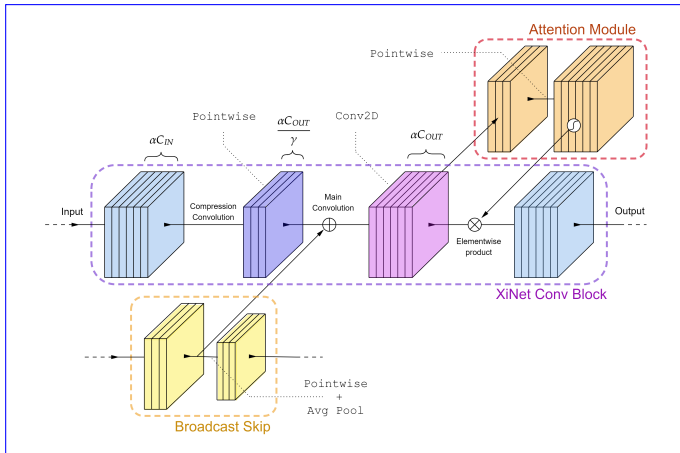 Attention Module
Pointwise
Pointwise
αC_OUT
γ
Conv2D
αC_IN
αC_OUT
Input
Compression
Convolution
Main
Convolution
Elementwise
product
Output
XiNet Conv Block
Pointwise
+
Avg Pool
Broadcast Skip